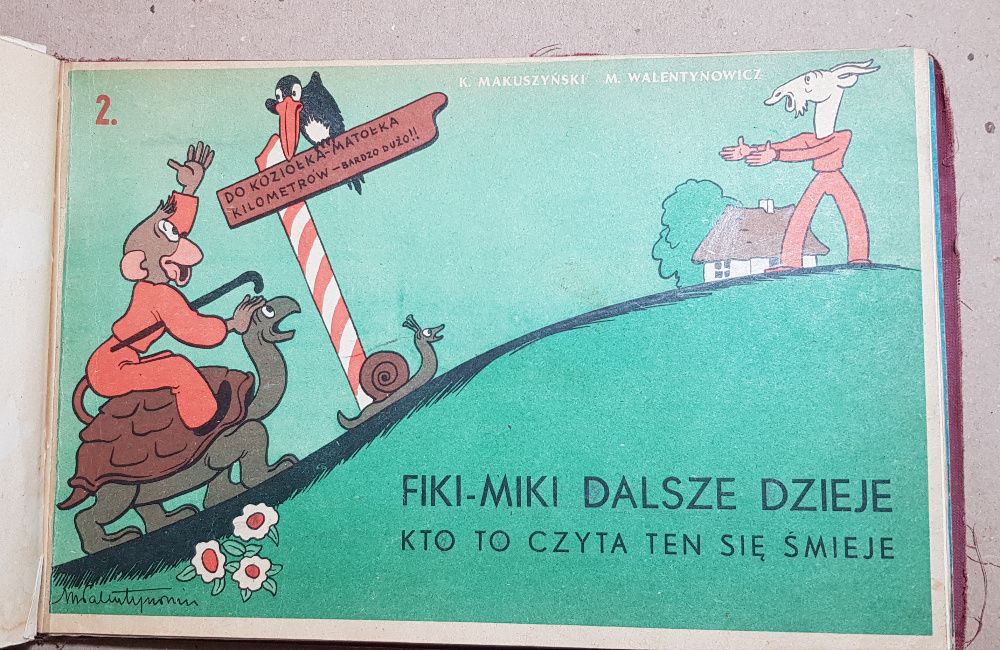 K. MAKUSZYŃSKI M. WALENTYNOWICZ
2.
DO KOZIOŁKA-MATOŁKA
KILOMETRÓW – BARDZO DUŻO!!
FIKI-MIKI DALSZE DZIEJE
KTO TO CZYTA TEN SIĘ ŚMIEJE